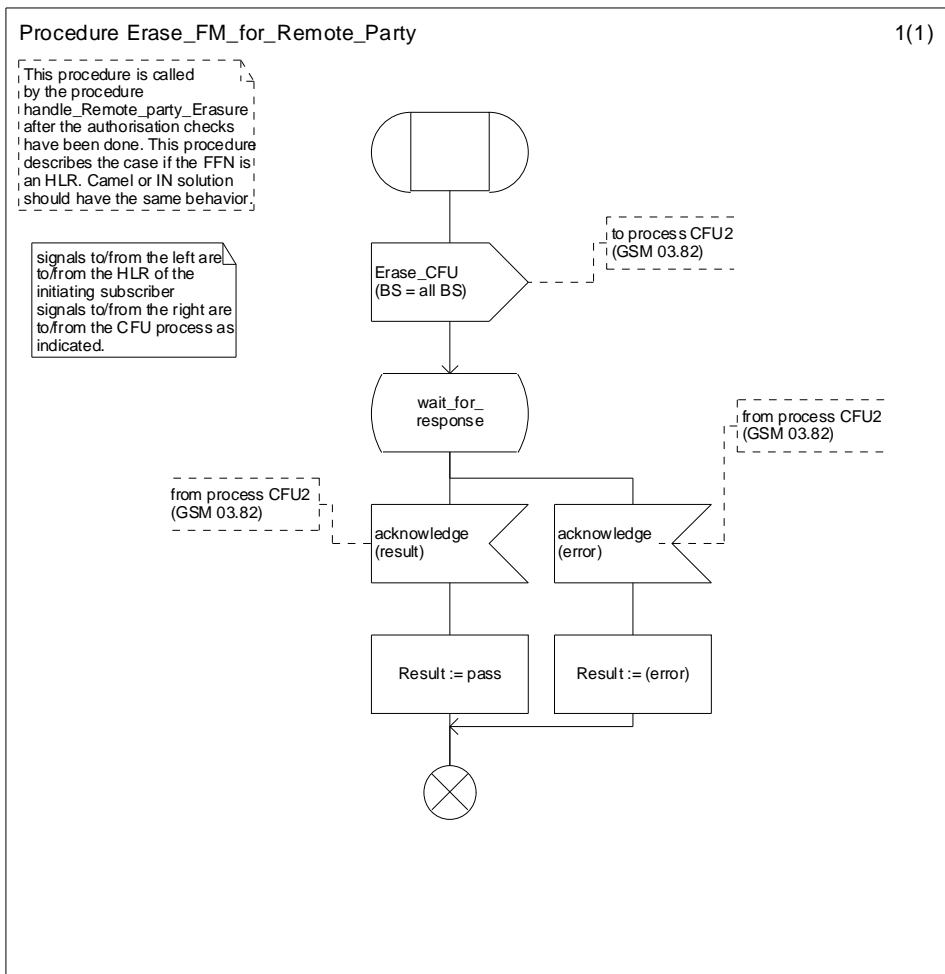 Procedure Erase_FM_for_Remote_Party
1(1)
This procedure is called
by the procedure
handle_Remote_party_Erasure
after the authorisation checks
have been done. This procedure
describes the case if the FFN is
an HLR. Camel or IN solution
should have the same behavior.
signals to/from the left are
to/from the HLR of the
initiating subscriber
signals to/from the right are
to/from the CFU process as
indicated.
Erase_CFU
(BS = all BS)
to process CFU2
(GSM 03.82)
wait_for_
response
from process CFU2
(GSM 03.82)
from process CFU2
(GSM 03.82)
acknowledge
(result)
acknowledge
(error)
Result := pass
Result := (error)